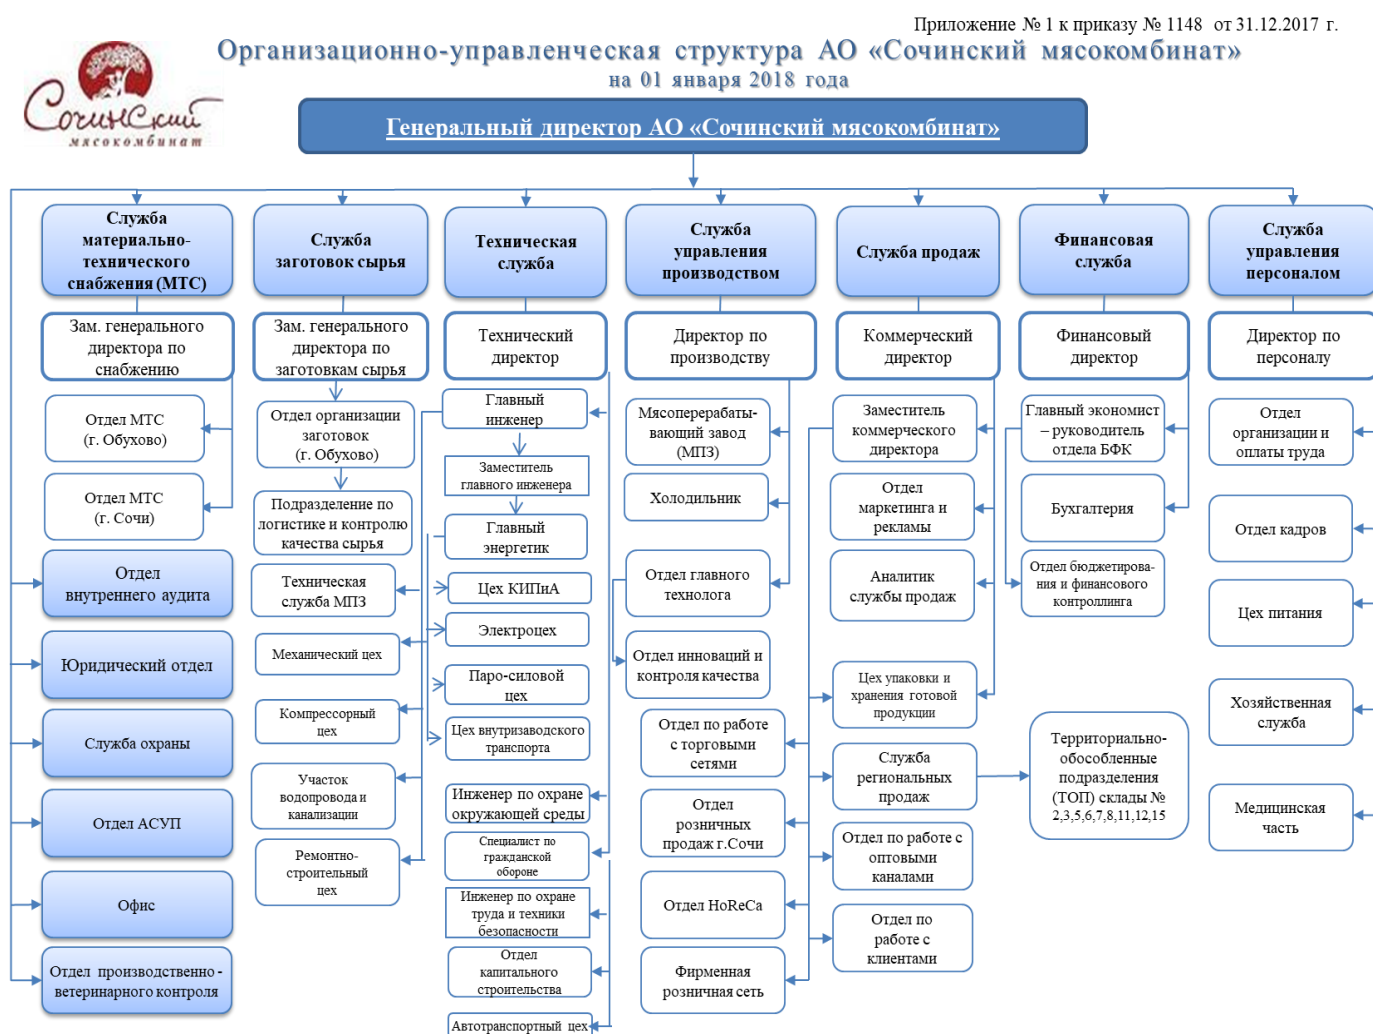 Приложение № 1 к приказу № 1148 от 31.12.2017 г.
Организационно-управленческая структура АО «Сочинский мясокомбинат»
на 01 января 2018 года
Сочинский
мясокомбинат
Генеральный директор АО «Сочинский мясокомбинат»
Служба
материально-
технического
снабжения (МТС)
Служба
заготовок сырья
Техническая
служба
Служба
управления
производством
Служба продаж
Финансовая
служба
Служба
управления
персоналом
Зам. генерального
директора по
снабжению
Зам. генерального
директора по
заготовкам сырья
Технический
директор
Директор по
производству
Коммерческий
директор
Финансовый
директор
Директор по
персоналу
Отдел МТС
(г. Обухово)
Отдел МТС
(г. Сочи)
Отдел
внутреннего аудита
Юридический отдел
Служба охраны
Отдел АСУП
Офис
Отдел производственно-
ветеринарного контроля
Отдел организации
заготовок
(г. Обухово)
Подразделение по
логистике и контролю
качества сырья
Техническая
служба МПЗ
Механический цех
Компрессорный
цех
Участок
водопровода и
канализации
Ремонтно-
строительный
цех
Главный
инженер
Заместитель
главного инженера
Главный
энергетик
Цех КИПиА
Электроцех
Паро-силовой
цех
Цех внутризаводского
транспорта
Инженер по охране
окружающей среды
Специалист по
гражданской
обороне
Инженер по охране
труда и техники
безопасности
Отдел
капитального
строительства
Автотранспортный цех
Мясоперерабаты-
вающий завод
(МПЗ)
Холодильник
Отдел главного
технолога
Отдел инноваций и
контроля качества
Отдел по работе
с торговыми
сетями
Отдел
розничных
продаж г.Сочи
Отдел HoReCa
Фирменная
розничная сеть
Заместитель
коммерческого
директора
Отдел
маркетинга и
рекламы
Аналитик
службы продаж
Цех упаковки и
хранения готовой
продукции
Служба
региональных
продаж
Отдел по работе с
оптовыми
каналами
Отдел по
работе с
клиентами
Главный экономист
– руководитель
отдела БФК
Бухгалтерия
Отдел бюджетирова-
ния и финансового
контроллинга
Территориально-
обособленные
подразделения
(ТОП) склады №
2,3,5,6,7,8,11,12,15
Отдел
организации и
оплаты труда
Отдел кадров
Цех питания
Хозяйственная
служба
Медицинская
часть